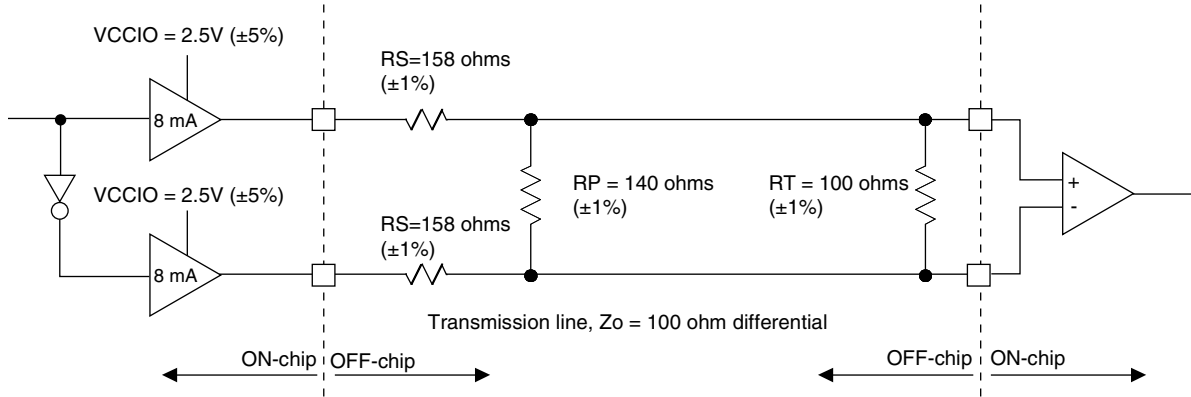 VCCIO = 2.5V (±5%)
8 mA
RS=158 ohms
(±1%)
RP = 140 ohms
(±1%)
RT = 100 ohms
(±1%)
+
-
VCCIO = 2.5V (±5%)
8 mA
RS=158 ohms
(±1%)
Transmission line, Zo = 100 ohm differential
ON-chip OFF-chip
OFF-chip ON-chip